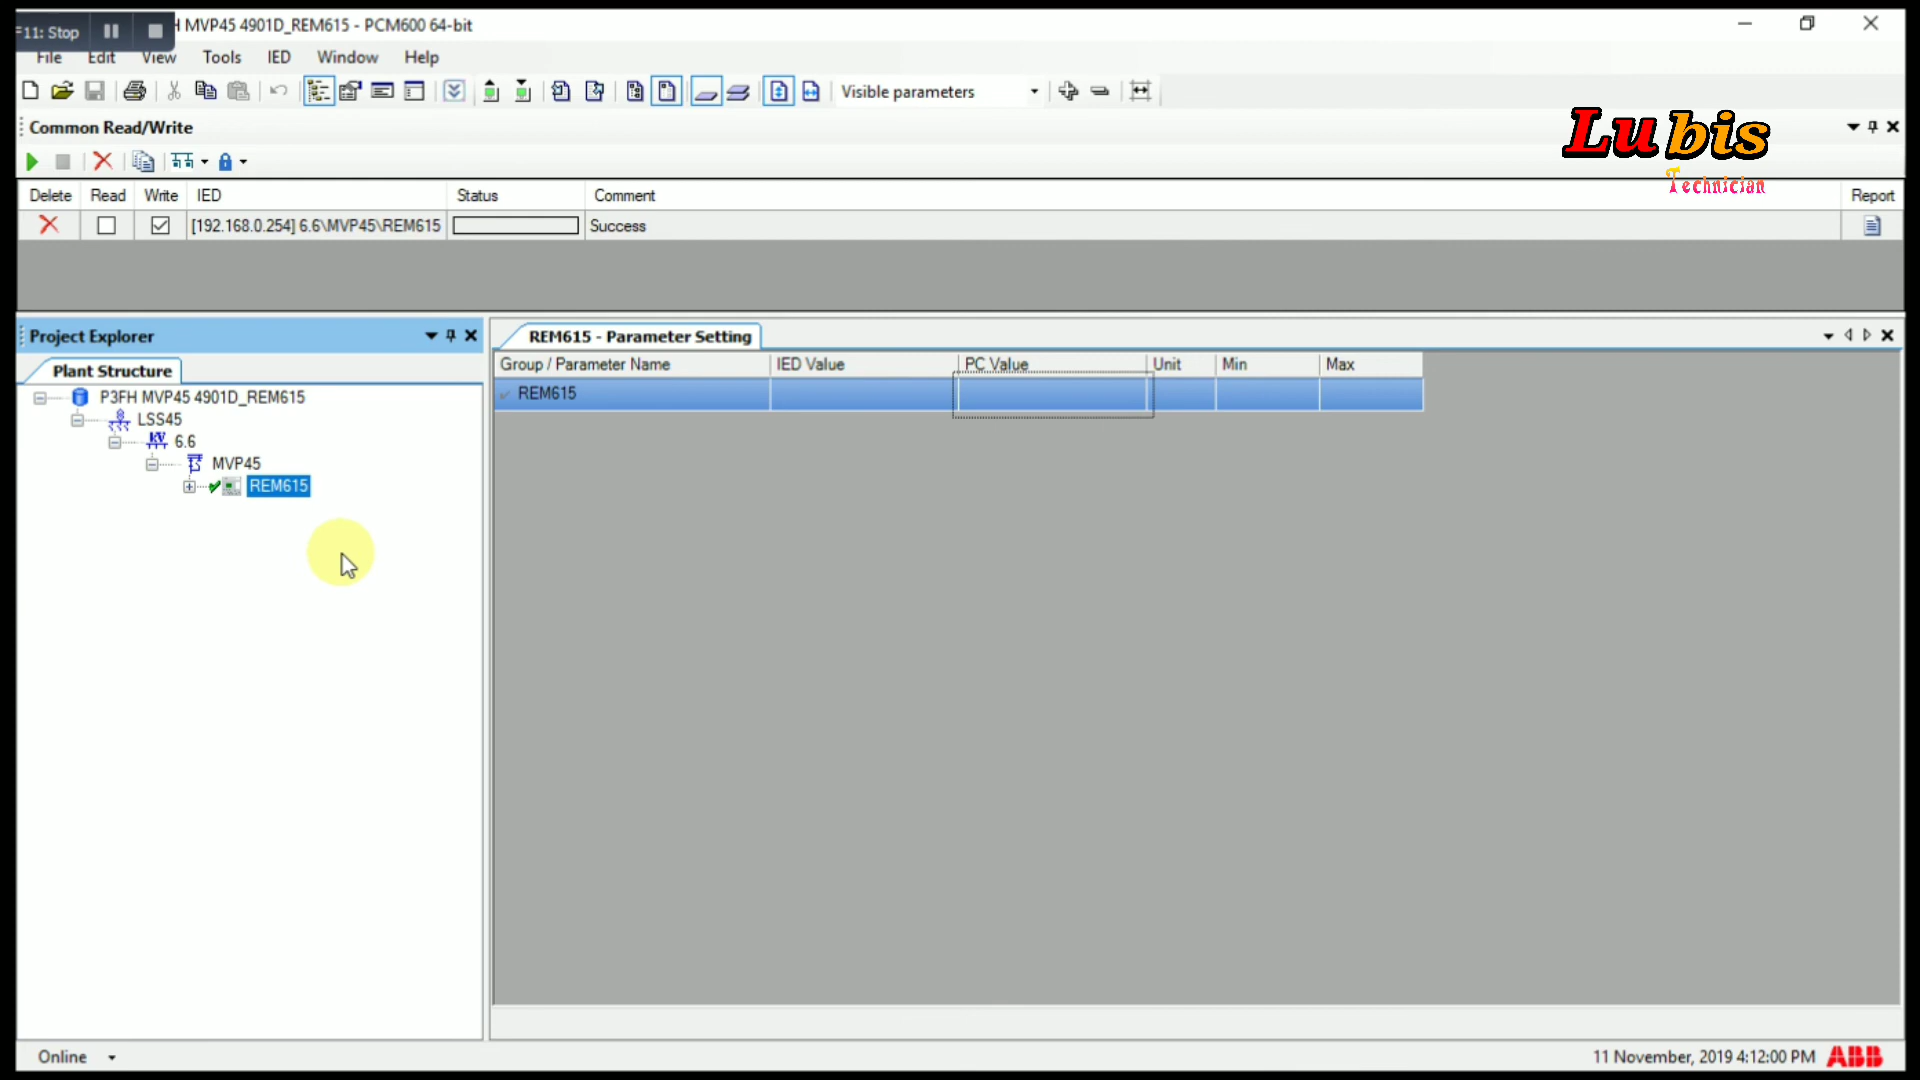 F11: Stop
H MVP45 4901D_REM615 - PCM600 64-bit
File Edit View Tools IED Window Help
Visible parameters
Common Read/Write
Lubis
Technician
Delete Read Write IED Status Comment Report
[192.168.0.254] 6.6\MVP45\REM615 Success
Project Explorer
Plant Structure
P3FH MVP45 4901D_REM615
LSS45
6.6
MVP45
REM615
REM615 - Parameter Setting
Group / Parameter Name IED Value PC Value Unit Min Max
REM615
Online
11 November, 2019 4:12:00 PM ABB